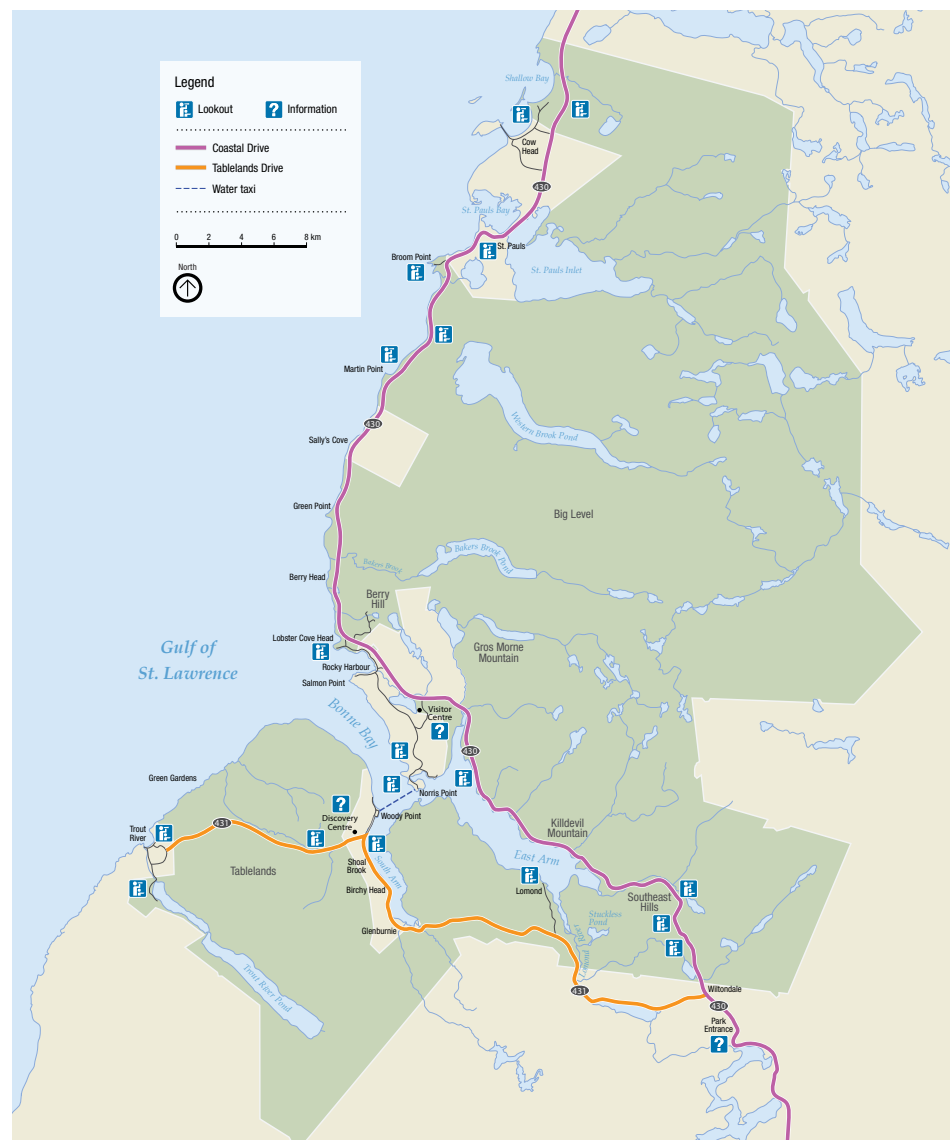 Legend
Lookout
? Information
Coastal Drive
Tablelands Drive
Water taxi
0 2 4 6 8 km
North
Shallow Bay
Cow
Head
430
St. Pauls Bay
St. Pauls
Broom Point
St. Pauls Inlet
Martin Point
430
Sally's Cove
Western Brook Pond
Green Point
Big Level
Bakers Brook
Bakers Brook Pond
Berry Head
Berry
Hill
Lobster Cove Head
Gros Morne
Mountain
Gulf of
St. Lawrence
Rocky Harbour
Salmon Point
Bonne Bay
Visitor
Centre
?
430
Green Gardens
Norris Point
?
Discovery
Centre
Woody Point
431
Trout
River
Killdevil
Mountain
East Arm
Shoal
Brook
South Arm
Tablelands
Birchy Head
Lomond
Southeast
Hills
Stuckless
Pond
Glenburnie
Lomond River
Trout River Pond
431
Wiltondale
430
Park
Entrance
?